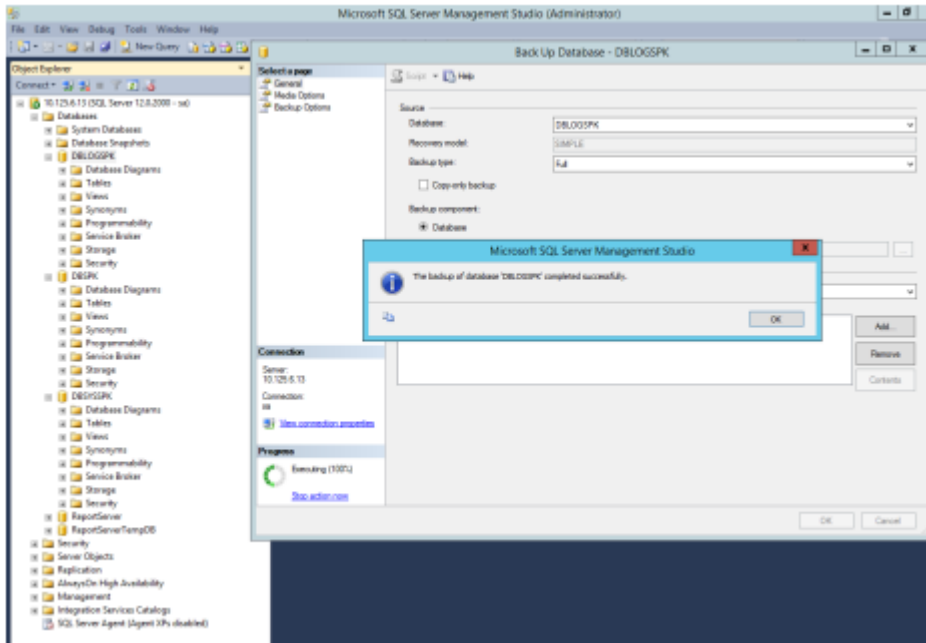 Microsoft SQL Server Management Studio (Administrator)
File Edit View Debug Tools Window Help
New Query
Object Explorer
Connect
10.125.6.13 (SQL Server 12.0.2000 - sa)
Databases
System Databases
Database Snapshots
DBLOGSPK
Database Diagrams
Tables
Views
Synonyms
Programmability
Service Broker
Storage
Security
DBSPK
Database Diagrams
Tables
Views
Synonyms
Programmability
Service Broker
Storage
Security
DBSYSSPK
Database Diagrams
Tables
Views
Synonyms
Programmability
Service Broker
Storage
Security
ReportServer
ReportServerTempDB
Security
Server Objects
Replication
AlwaysOn High Availability
Management
Integration Services Catalogs
SQL Server Agent (Agent XPs disabled)
Back Up Database - DBLOGSPK
Select a page
General
Media Options
Backup Options
Script Help
Source
Database: DBLOGSPK
Recovery model: SIMPLE
Backup type: Full
Copy-only backup
Backup component:
Database
Microsoft SQL Server Management Studio
The backup of database 'DBLOGSPK' completed successfully.
OK
Add...
Remove
Contents
Connection
Server:
10.125.6.13
Connection:
sa
View connection properties
Progress
Executing (100%)
Stop action now
OK Cancel